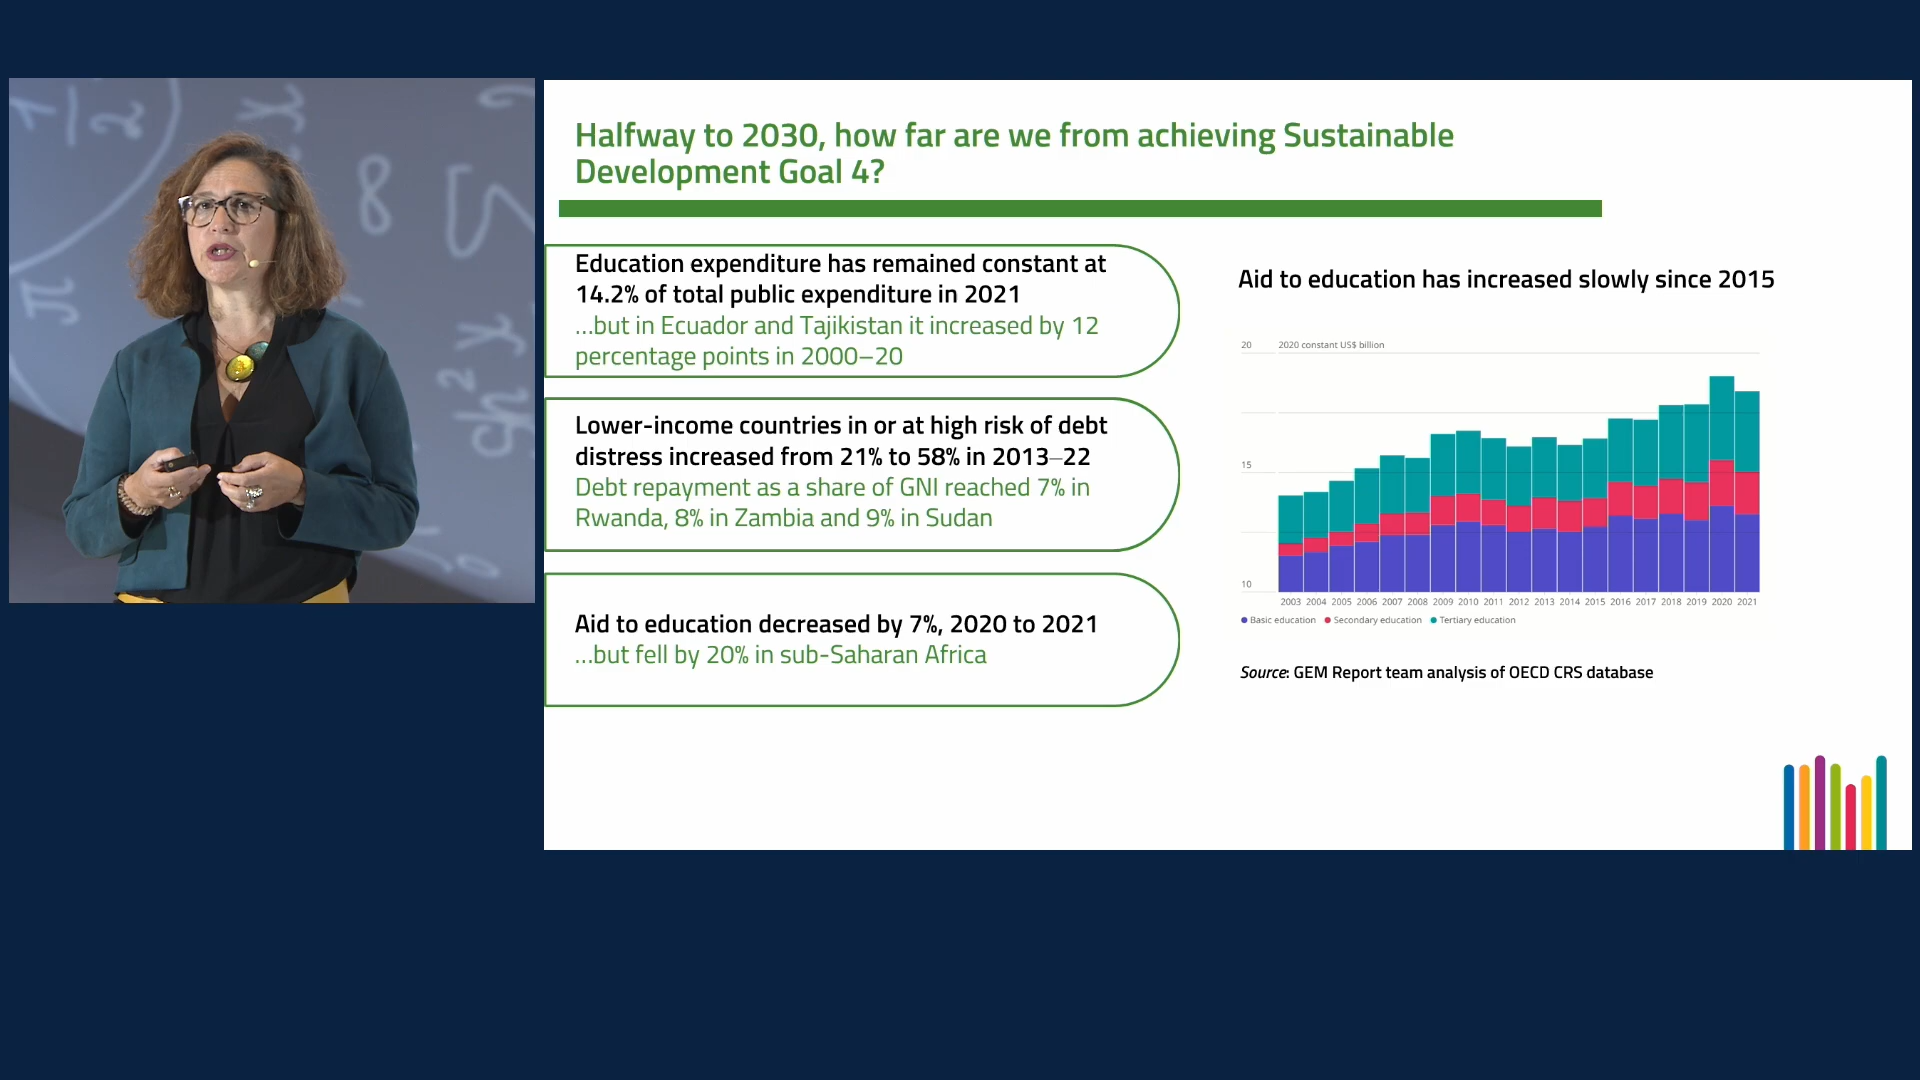 Halfway to 2030, how far are we from achieving Sustainable
Development Goal 4?
Education expenditure has remained constant at
14.2% of total public expenditure in 2021
...but in Ecuador and Tajikistan it increased by 12
percentage points in 2000–20
Lower-income countries in or at high risk of debt
distress increased from 21% to 58% in 2013–22
Debt repayment as a share of GNI reached 7% in
Rwanda, 8% in Zambia and 9% in Sudan
Aid to education decreased by 7%, 2020 to 2021
...but fell by 20% in sub-Saharan Africa
Aid to education has increased slowly since 2015
20 2020 constant US$ billion
15
10
2003 2004 2005 2006 2007 2008 2009 2010 2011 2012 2013 2014 2015 2016 2017 2018 2019 2020 2021
Basic education Secondary education Tertiary education
Source: GEM Report team analysis of OECD CRS database
1
2
x
8
π
ch² x